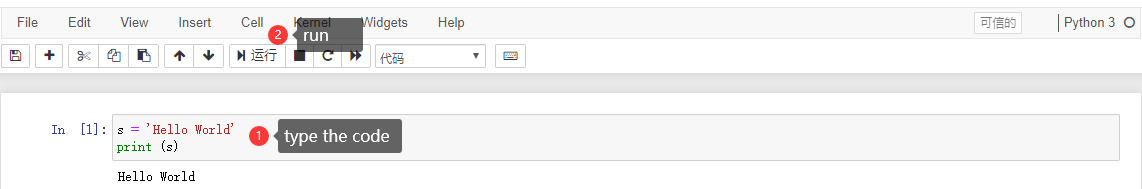 File Edit View Insert Cell Kernel Widgets Help 可信的 Python 3
2 run
运行 代码
In [1]: s = 'Hello World'
1 type the code
print (s)
Hello World